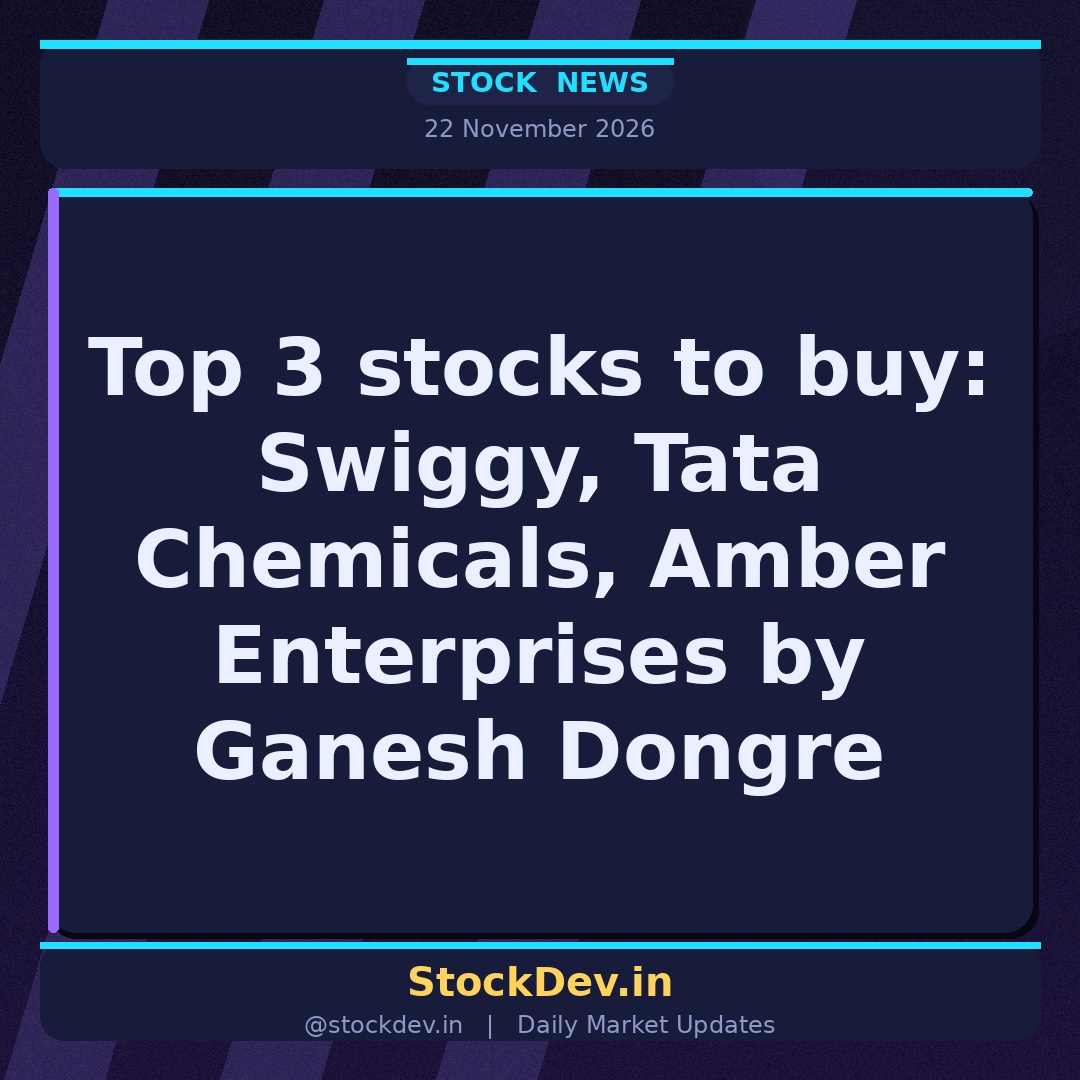 STOCK NEWS
22 November 2026
Top 3 stocks to buy:
Swiggy, Tata
Chemicals, Amber
Enterprises by
Ganesh Dongre
StockDev.in
@stockdev.in | Daily Market Updates